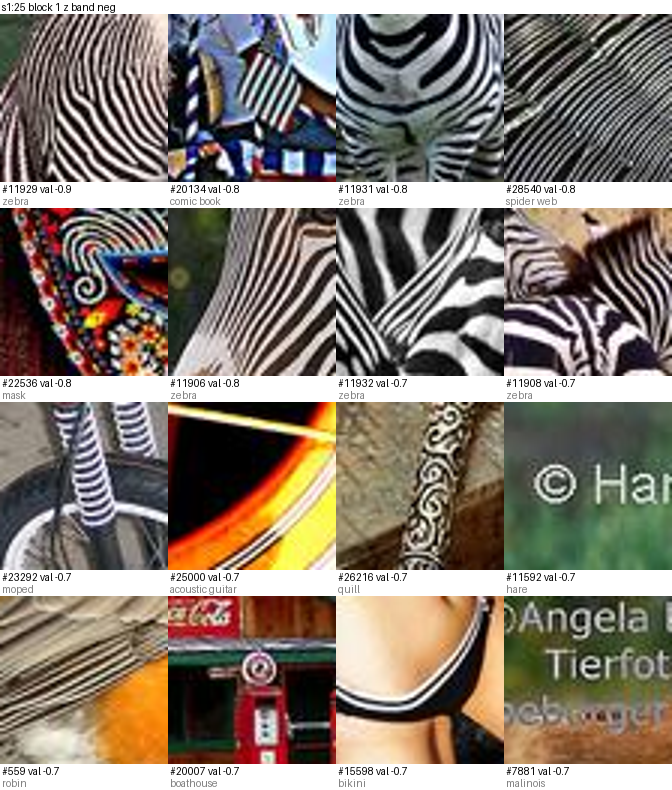 s1:25 block 1 z band neg
#11929 val -0.9
zebra
#20134 val -0.8
comic book
#11931 val -0.8
zebra
#28540 val -0.8
spider web
#22536 val -0.8
mask
#11906 val -0.8
zebra
#11932 val -0.7
zebra
#11908 val -0.7
zebra
© Har
#23292 val -0.7
moped
#25000 val -0.7
acoustic guitar
#26216 val -0.7
quill
#11592 val -0.7
hare
Coca-Cola
©Angela
Tierfot
#559 val -0.7
robin
#20007 val -0.7
boathouse
#15598 val -0.7
bikini
#7881 val -0.7
malinois